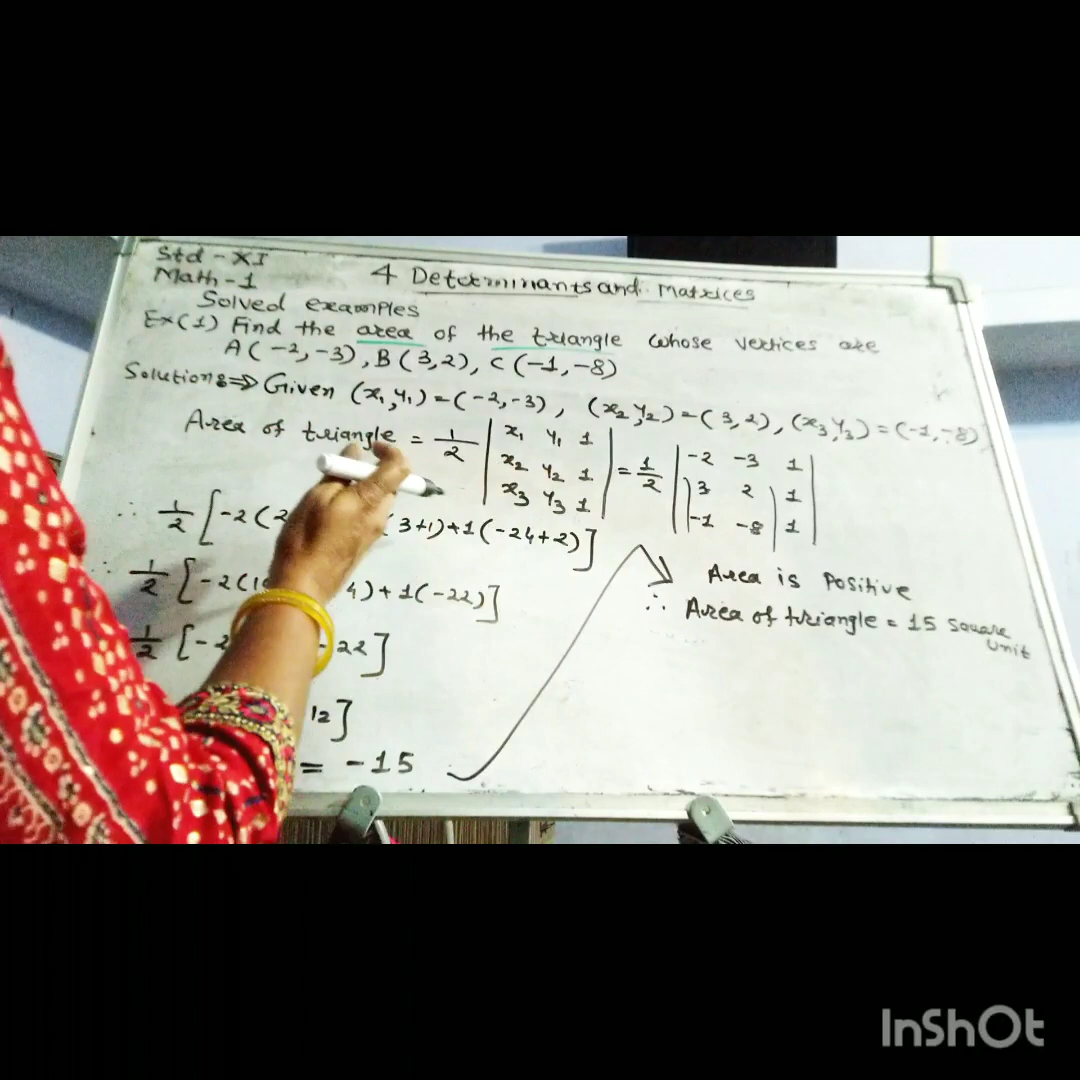 Std - XI
Math - 1
4 Determinants and Matrices
Solved examples
Ex(1) Find the area of the triangle whose vertices are
A(-2,-3), B(3,2), C(-1,-8)
Solutions⇒ Given (x₁,y₁)=(-2,-3), (x₂,y₂)=(3,2), (x₃,y₃)=(-1,-8)
Area of triangle = 1/2 | x₁ y₁ 1 | = 1/2 | -2 -3 1 |
| x₂ y₂ 1 | | 3 2 1 |
| x₃ y₃ 1 | | -1 -8 1 |
∴ 1/2 [-2(2 (3+1)+1(-24+2)]
∴ 1/2 [-2(10 4)+1(-22)]
1/2 [-2 -22]
12]
= -15
Area is Positive
∴ Area of triangle = 15 square
unit
InShOt